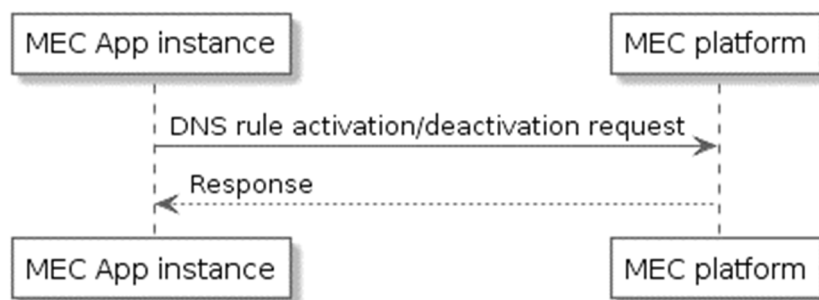 MEC App instance
MEC platform
DNS rule activation/deactivation request
Response
MEC App instance
MEC platform